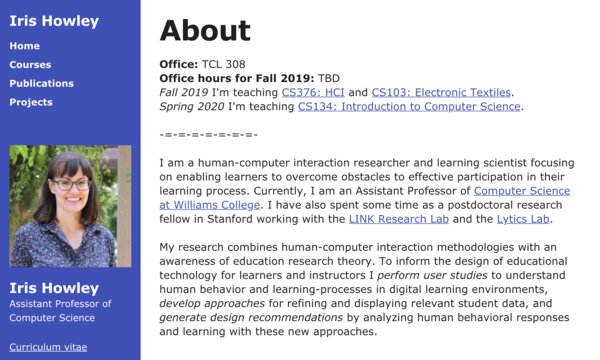 Iris Howley
Home
Courses
Publications
Projects
Iris Howley
Assistant Professor of
Computer Science
Curriculum vitae
About
Office: TCL 308
Office hours for Fall 2019: TBD
Fall 2019 I'm teaching CS376: HCI and CS103: Electronic Textiles.
Spring 2020 I'm teaching CS134: Introduction to Computer Science.
-=-=-=-=-=-=-=-
I am a human-computer interaction researcher and learning scientist focusing
on enabling learners to overcome obstacles to effective participation in their
learning process. Currently, I am an Assistant Professor of Computer Science
at Williams College. I have also spent some time as a postdoctoral research
fellow in Stanford working with the LINK Research Lab and the Lytics Lab.
My research combines human-computer interaction methodologies with an
awareness of education research theory. To inform the design of educational
technology for learners and instructors I perform user studies to understand
human behavior and learning-processes in digital learning environments,
develop approaches for refining and displaying relevant student data, and
generate design recommendations by analyzing human behavioral responses
and learning with these new approaches.